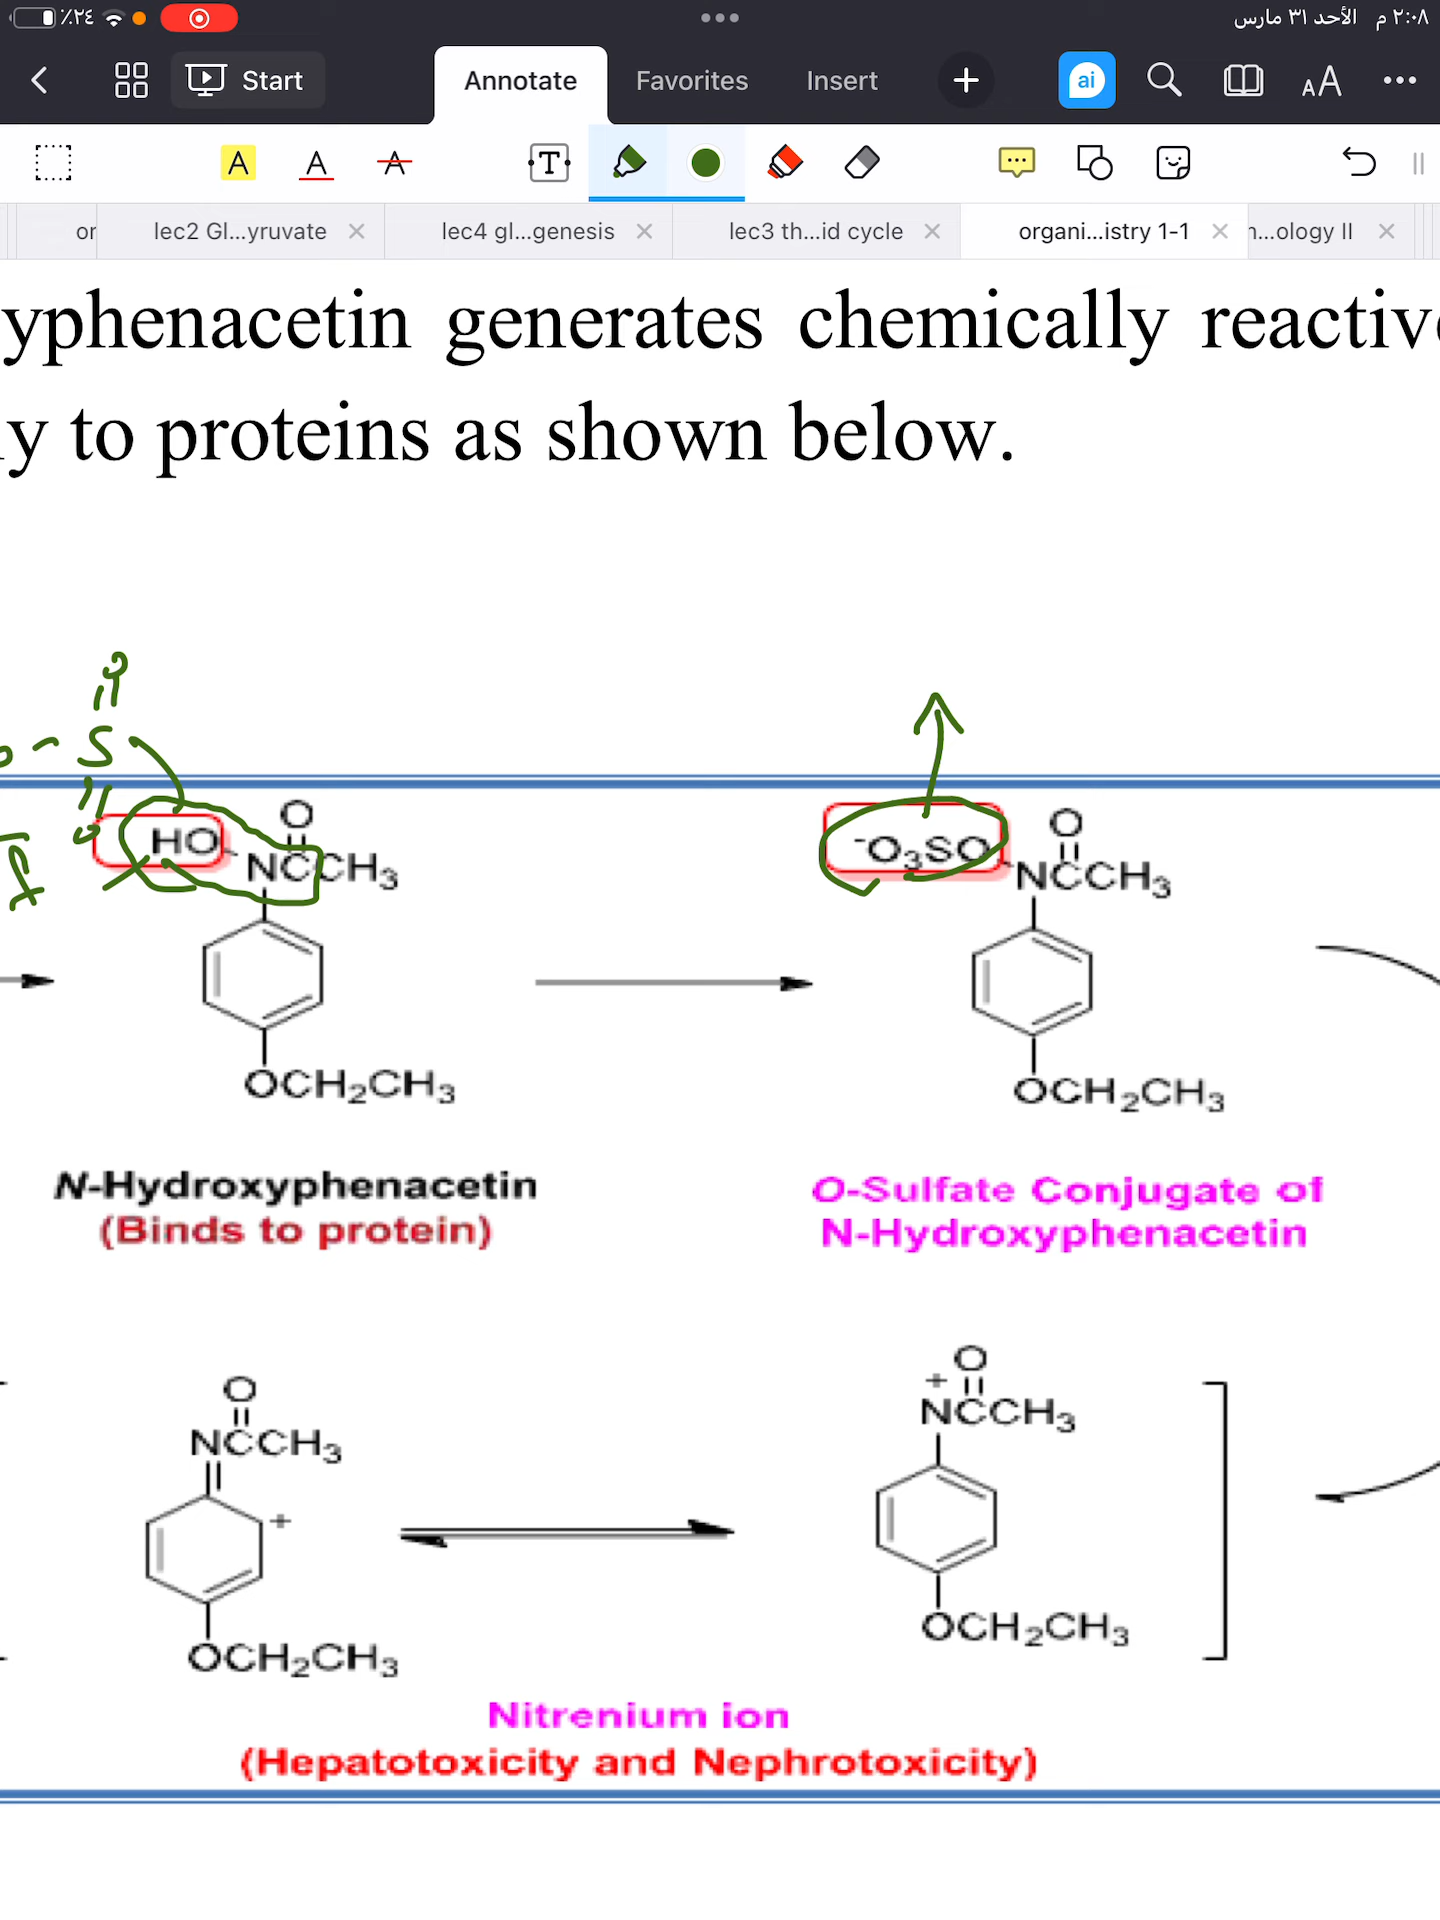 ٪٢٤
٢:٠٨ م الأحد ٣١ مارس
Start Annotate Favorites Insert ai AA •••
A A A T
or lec2 Gl...yruvate lec4 gl...genesis lec3 th...id cycle organi...istry 1-1 ...ology II
yphenacetin generates chemically reactiv
y to proteins as shown below.
O
S
O
HO
O
NCCH₃
OCH₂CH₃
⁻O₃SO
O
NCCH₃
OCH₂CH₃
N-Hydroxyphenacetin
(Binds to protein)
O-Sulfate Conjugate of
N-Hydroxyphenacetin
O
NCCH₃
+
OCH₂CH₃
O
+
NCCH₃
OCH₂CH₃
Nitrenium ion
(Hepatotoxicity and Nephrotoxicity)